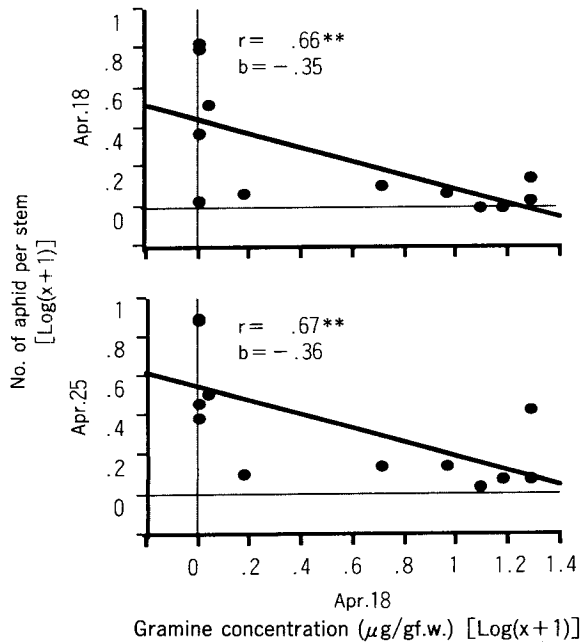 No. of aphid per stem
[Log(x+1)]
Apr.18
1
.8
.6
.4
.2
0
r= .66**
b=-.35
Apr.25
1
.8
.6
.4
.2
0
r= .67**
b=-.36
0 .2 .4 .6 .8 1 1.2 1.4
Apr.18
Gramine concentration (μg/gf.w.) [Log(x+1)]